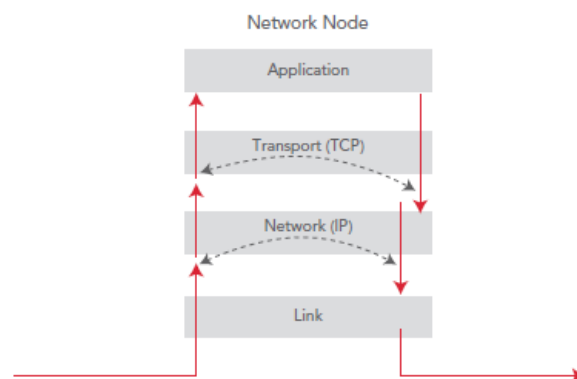 Network Node
Application
Transport (TCP)
Network (IP)
Link